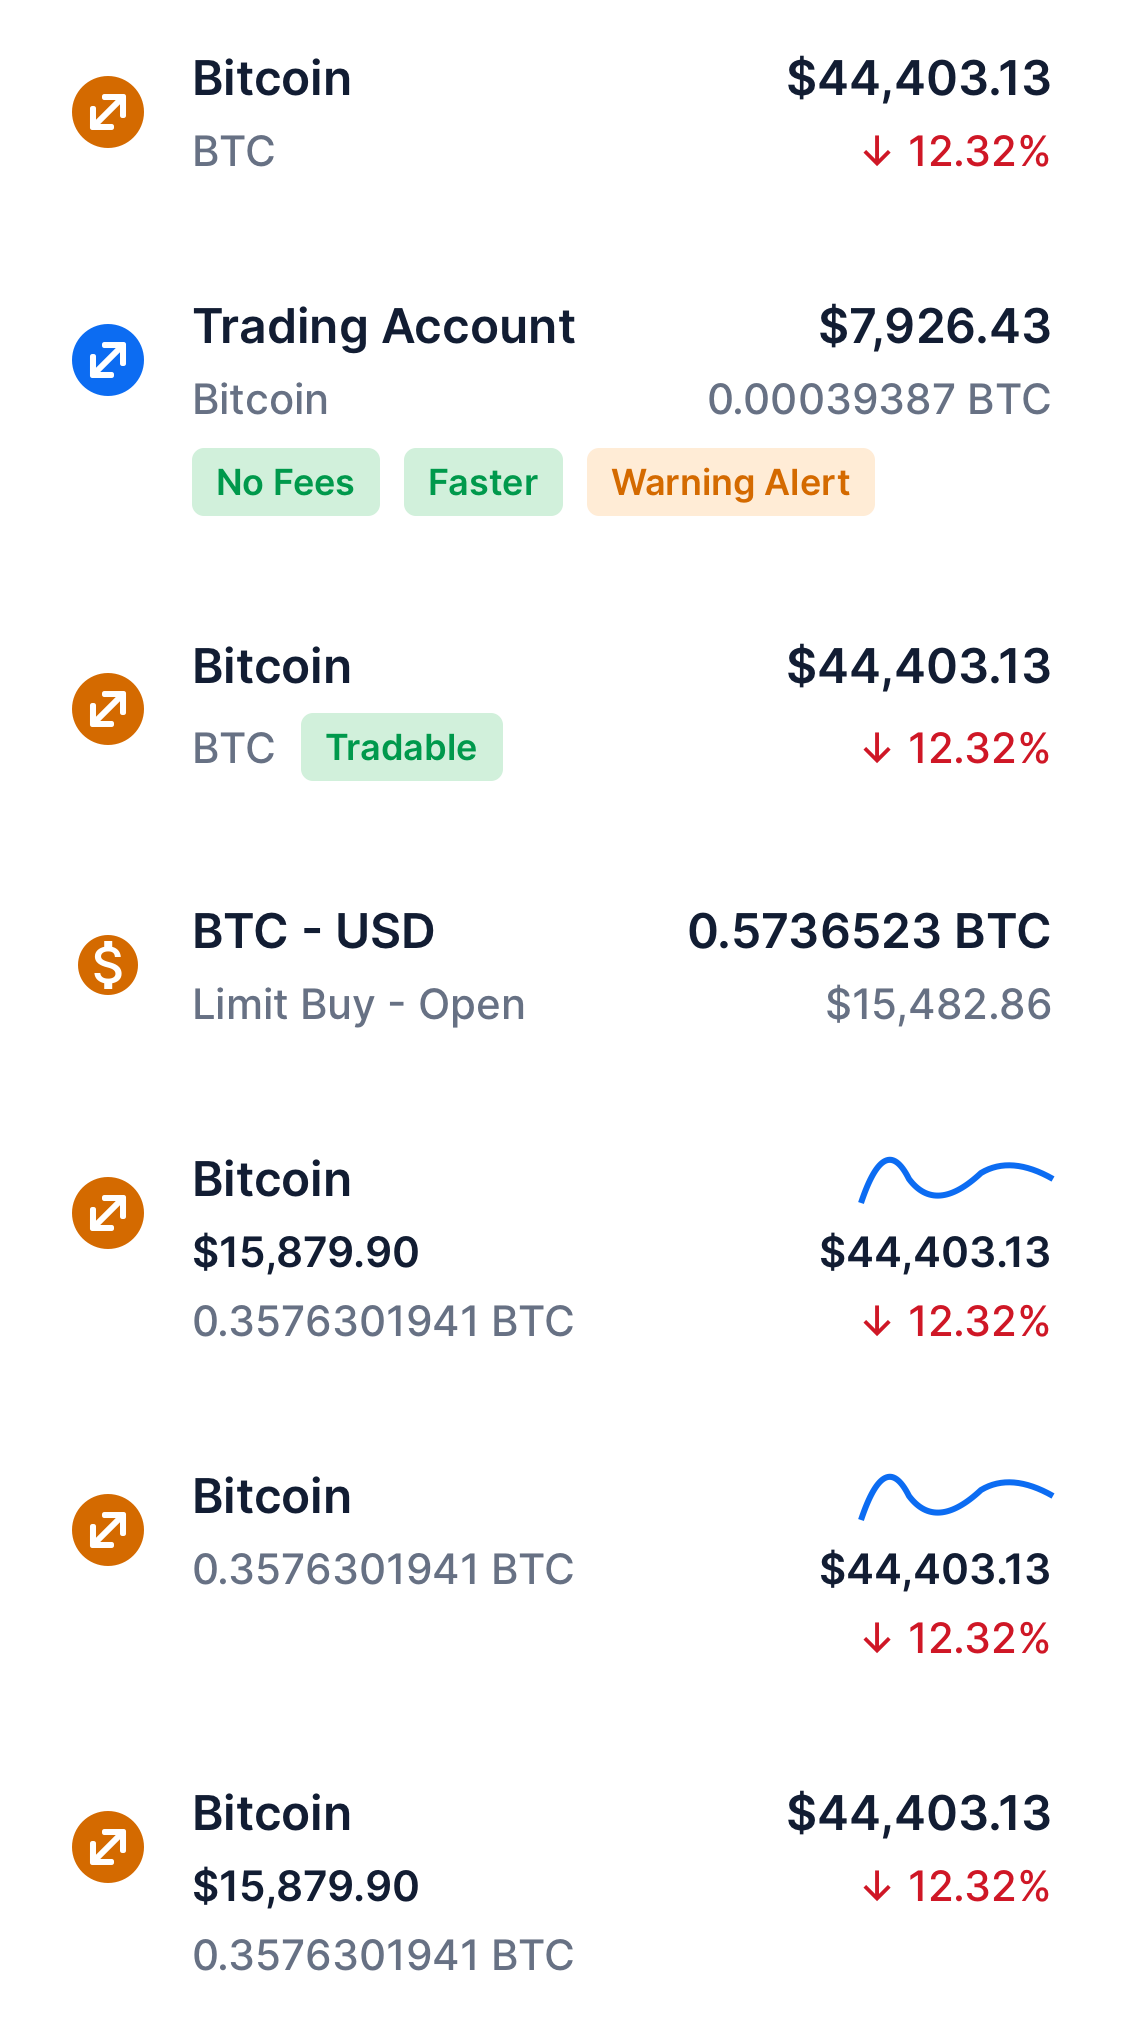 Bitcoin $44,403.13
BTC ↓ 12.32%
Trading Account $7,926.43
Bitcoin 0.00039387 BTC
No Fees Faster Warning Alert
Bitcoin $44,403.13
BTC Tradable ↓ 12.32%
BTC - USD 0.5736523 BTC
$
Limit Buy - Open $15,482.86
Bitcoin
$15,879.90 $44,403.13
0.3576301941 BTC ↓ 12.32%
Bitcoin
0.3576301941 BTC $44,403.13
↓ 12.32%
Bitcoin $44,403.13
$15,879.90 ↓ 12.32%
0.3576301941 BTC